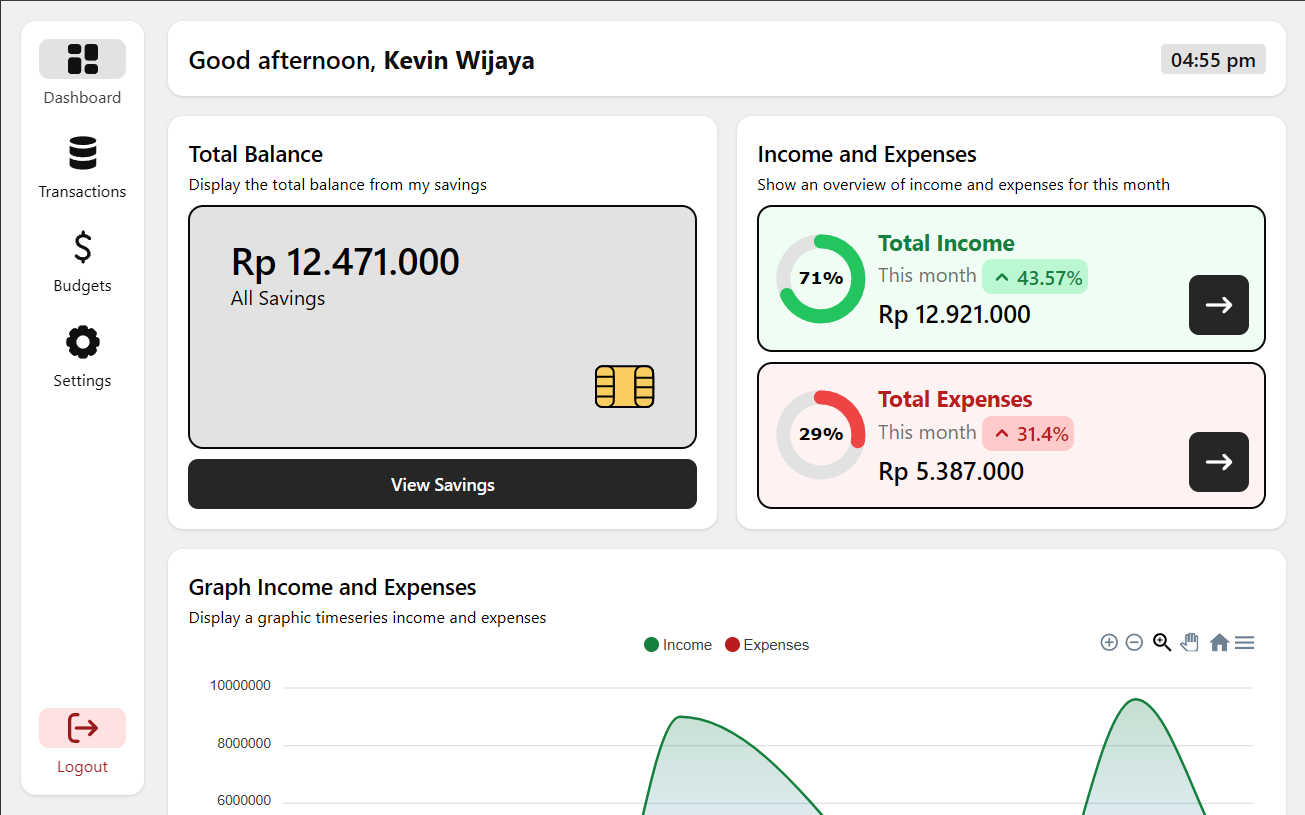 Dashboard
Transactions
Budgets
Settings
Logout
Good afternoon, Kevin Wijaya
04:55 pm
Total Balance
Display the total balance from my savings
Rp 12.471.000
All Savings
View Savings
Income and Expenses
Show an overview of income and expenses for this month
71%
Total Income
This month 43.57%
Rp 12.921.000
29%
Total Expenses
This month 31.4%
Rp 5.387.000
Graph Income and Expenses
Display a graphic timeseries income and expenses
Income Expenses
10000000
8000000
6000000